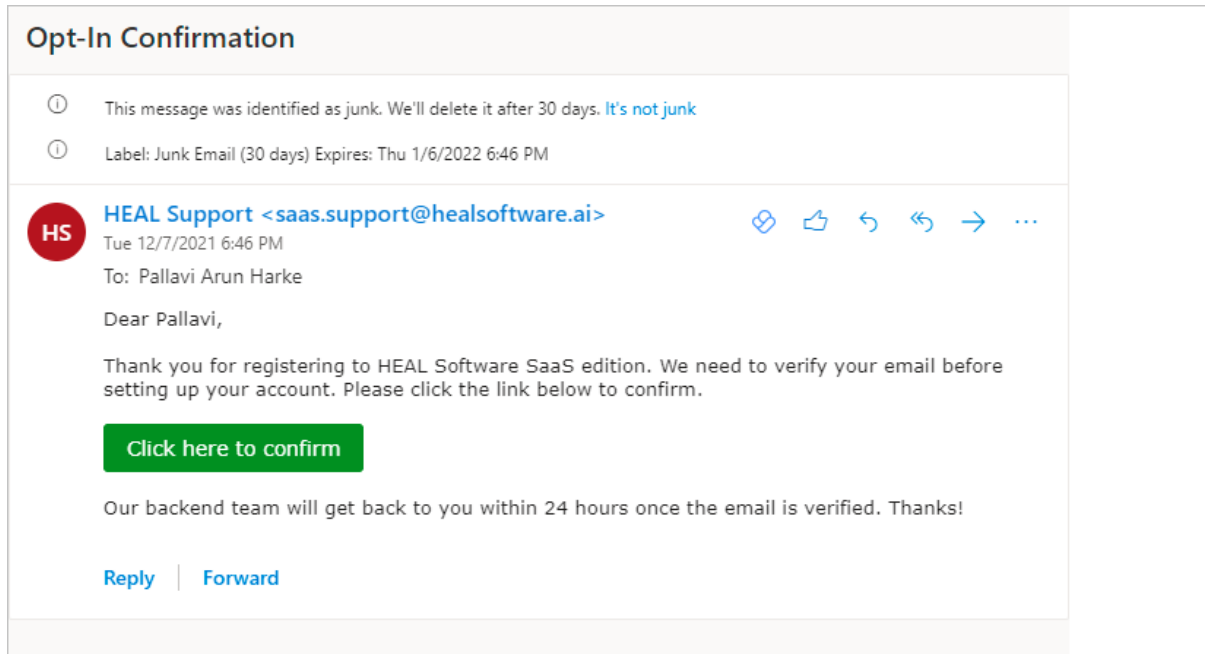 Opt-In Confirmation
This message was identified as junk. We'll delete it after 30 days. It's not junk
Label: Junk Email (30 days) Expires: Thu 1/6/2022 6:46 PM
HS
HEAL Support <saas.support@healsoftware.ai>
Tue 12/7/2021 6:46 PM
To: Pallavi Arun Harke
Dear Pallavi,
Thank you for registering to HEAL Software SaaS edition. We need to verify your email before
setting up your account. Please click the link below to confirm.
Click here to confirm
Our backend team will get back to you within 24 hours once the email is verified. Thanks!
Reply
Forward